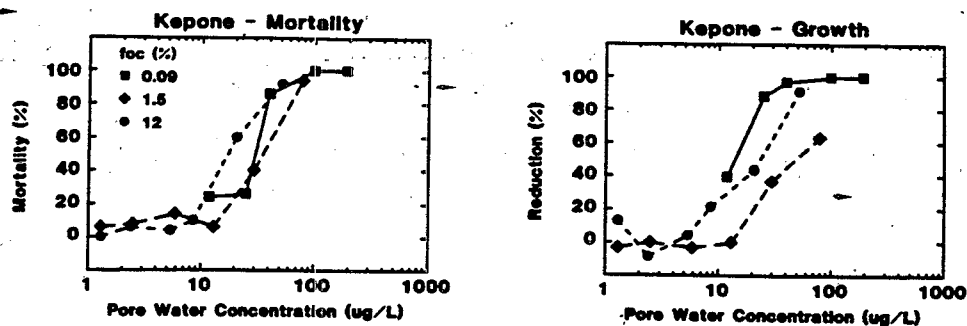 Kepone - Mortality
foc (%)
0.09
1.5
12
100
80
60
40
20
0
Mortality (%)
1 10 100 1000
Pore Water Concentration (ug/L)
Kepone - Growth
100
80
60
40
20
0
Reduction (%)
1 10 100 1000
Pore Water Concentration (ug/L)